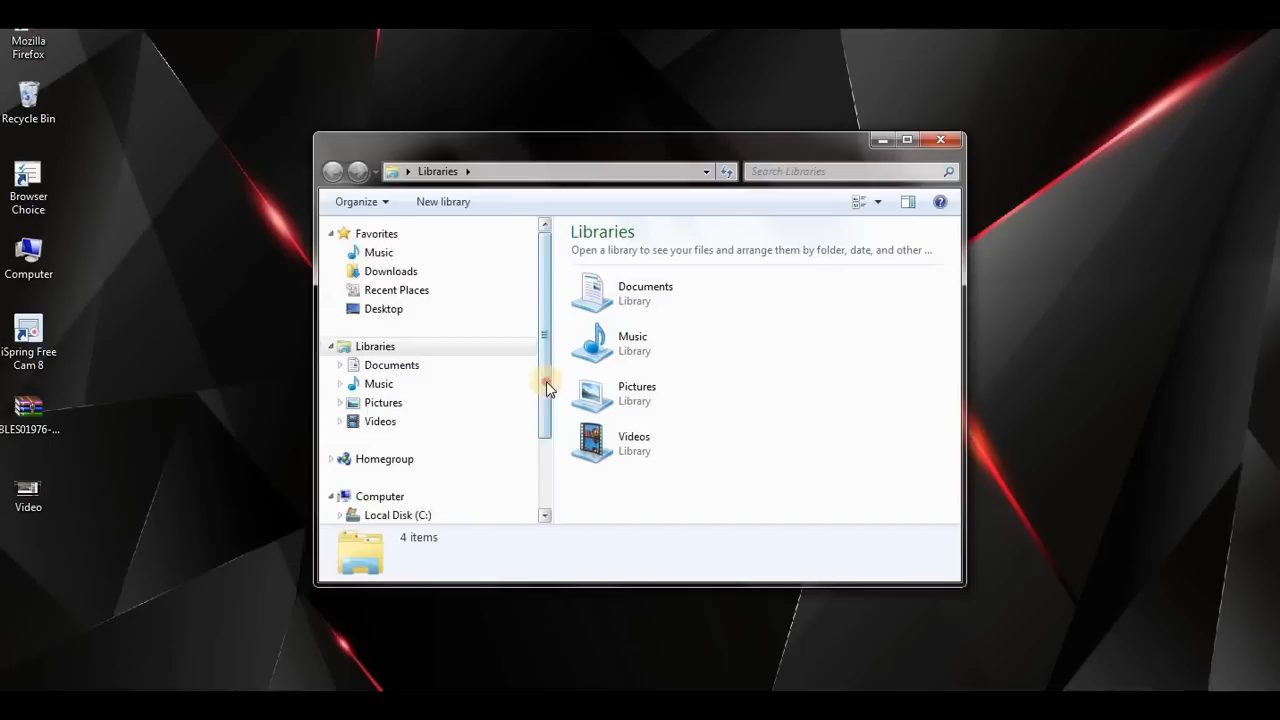 Mozilla
Firefox
Recycle Bin
Browser
Choice
Computer
iSpring Free
Cam 8
BLES01976-...
Video
Libraries
Search Libraries
Organize
New library
Favorites
Music
Downloads
Recent Places
Desktop
Libraries
Documents
Music
Pictures
Videos
Homegroup
Computer
Local Disk (C:)
Libraries
Open a library to see your files and arrange them by folder, date, and other ...
Documents
Library
Music
Library
Pictures
Library
Videos
Library
4 items